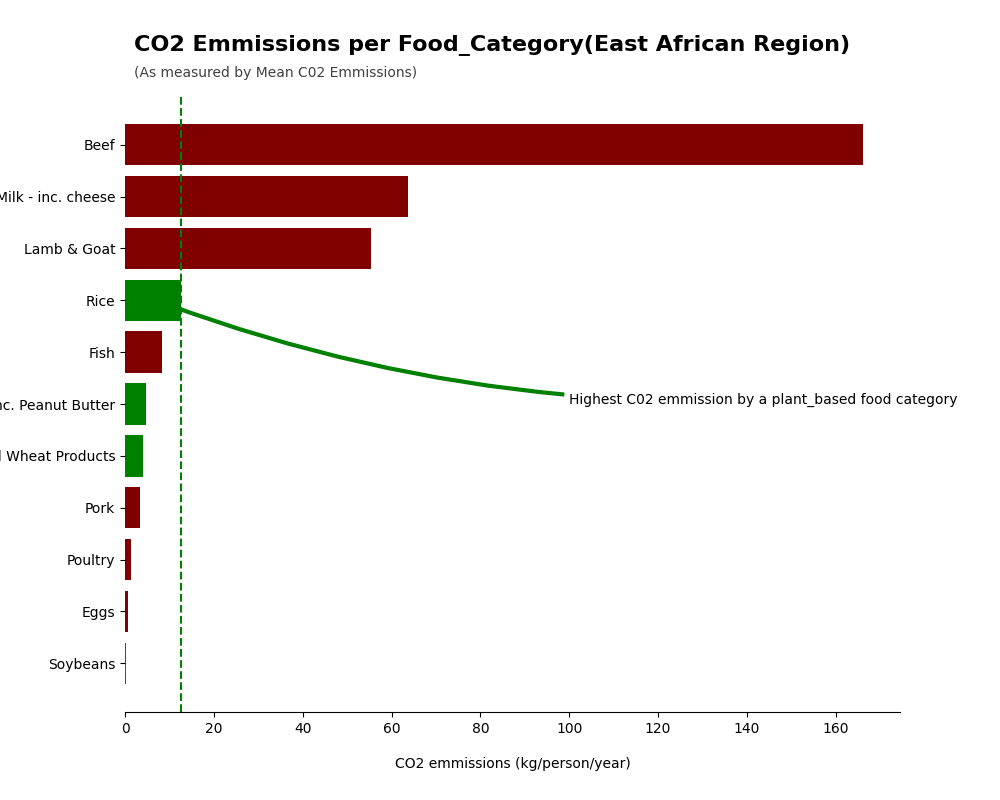 CO2 Emmissions per Food_Category(East African Region)
(As measured by Mean C02 Emmissions)
Beef
Milk - inc. cheese
Lamb & Goat
Rice
Fish
nc. Peanut Butter
Highest C02 emmission by a plant_based food category
Wheat Products
Pork
Poultry
Eggs
Soybeans
0 20 40 60 80 100 120 140 160
CO2 emmissions (kg/person/year)